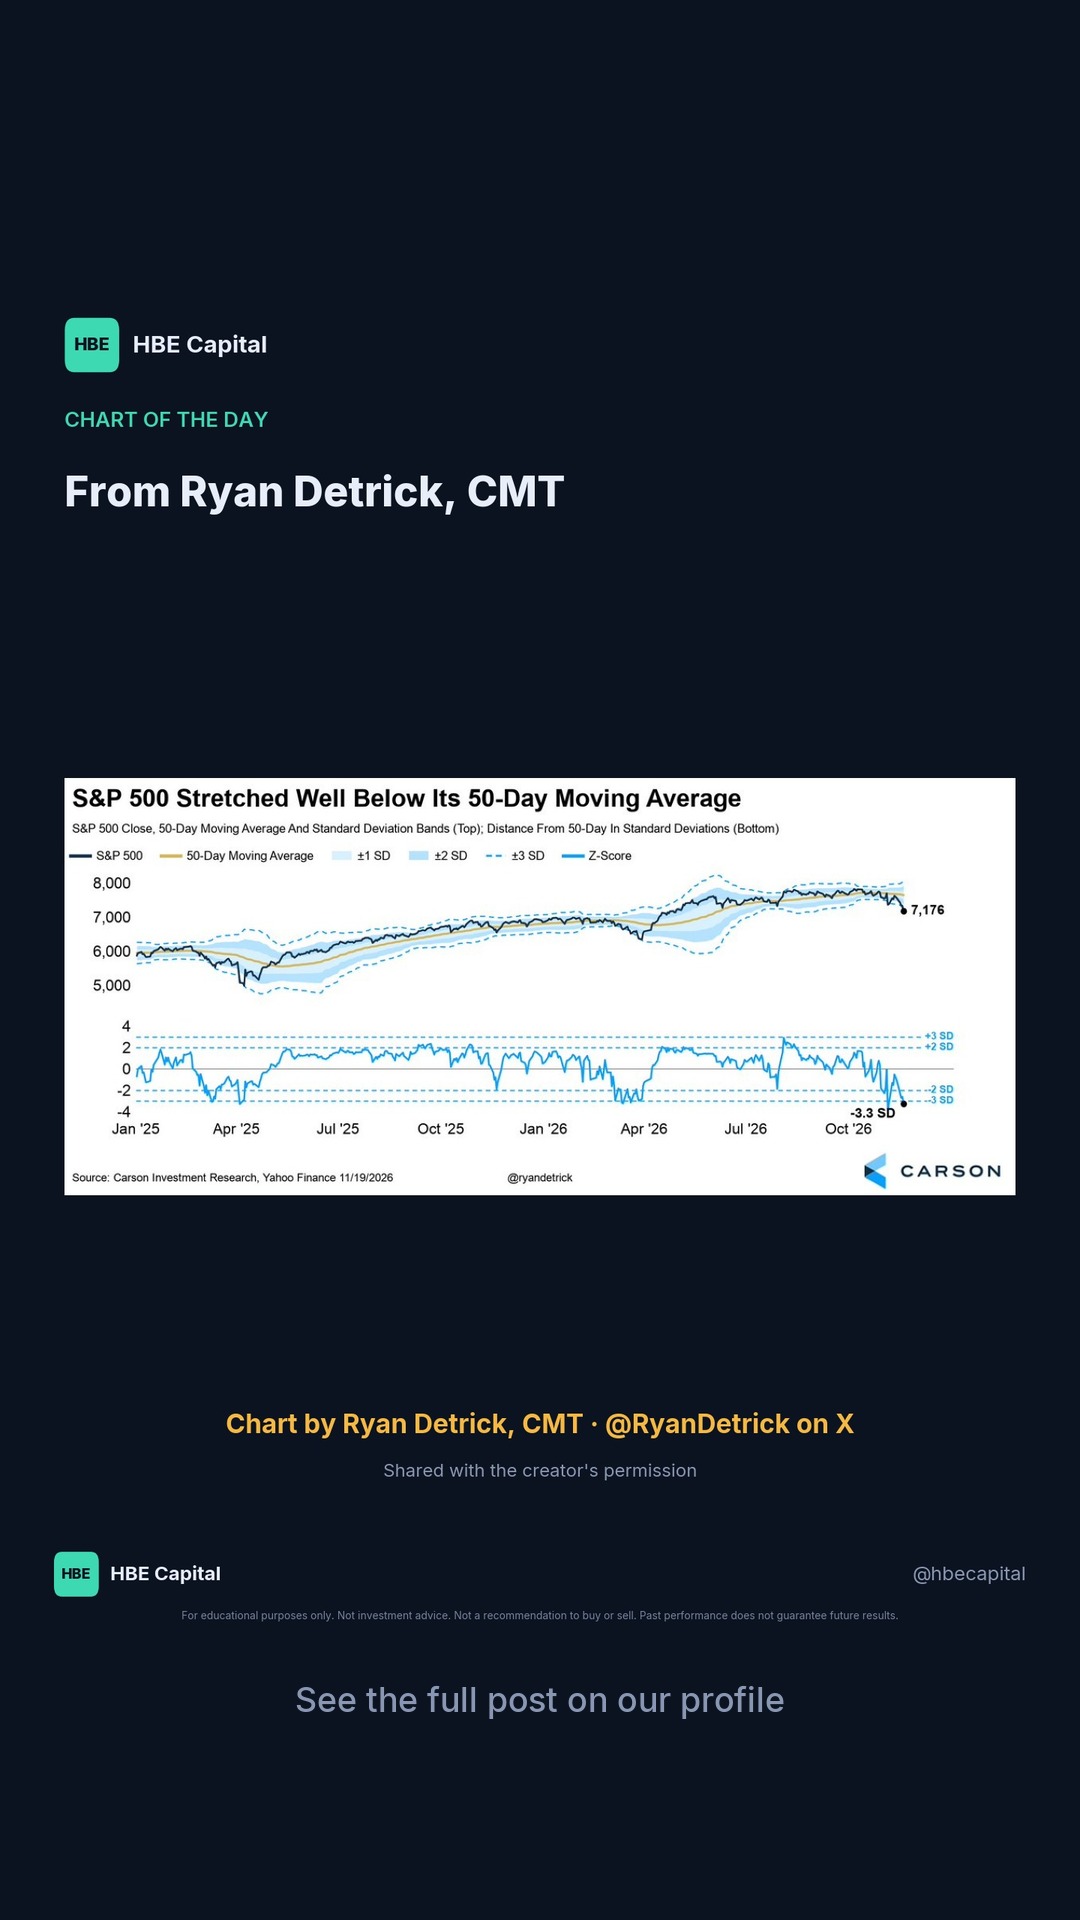 HBE
HBE Capital
CHART OF THE DAY
From Ryan Detrick, CMT
S&P 500 Stretched Well Below Its 50-Day Moving Average
S&P 500 Close, 50-Day Moving Average And Standard Deviation Bands (Top); Distance From 50-Day In Standard Deviations (Bottom)
S&P 500 50-Day Moving Average ±1 SD ±2 SD ±3 SD Z-Score
8,000
7,000
7,176
6,000
5,000
4
+3 SD
2
+2 SD
0
-2
-2 SD
-3 SD
-4
-3.3 SD
Jan '25 Apr '25 Jul '25 Oct '25 Jan '26 Apr '26 Jul '26 Oct '26
Source: Carson Investment Research, Yahoo Finance 11/19/2026 @ryandetrick
CARSON
Chart by Ryan Detrick, CMT · @RyanDetrick on X
Shared with the creator's permission
HBE
HBE Capital
@hbecapital
For educational purposes only. Not investment advice. Not a recommendation to buy or sell. Past performance does not guarantee future results.
See the full post on our profile